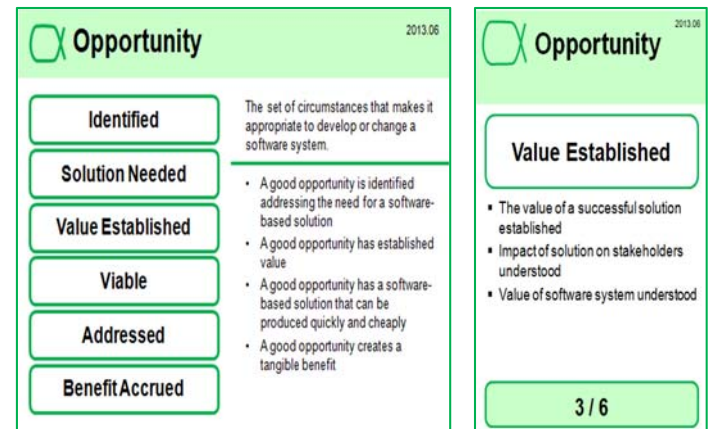 Opportunity
2013.06
Identified
Solution Needed
Value Established
Viable
Addressed
Benefit Accrued
The set of circumstances that makes it
appropriate to develop or change a
software system.
• A good opportunity is identified
addressing the need for a software-
based solution
• A good opportunity has established
value
• A good opportunity has a software-
based solution that can be
produced quickly and cheaply
• A good opportunity creates a
tangible benefit
Opportunity
2013.06
Value Established
▪ The value of a successful solution
established
▪ Impact of solution on stakeholders
understood
▪ Value of software system understood
3 / 6